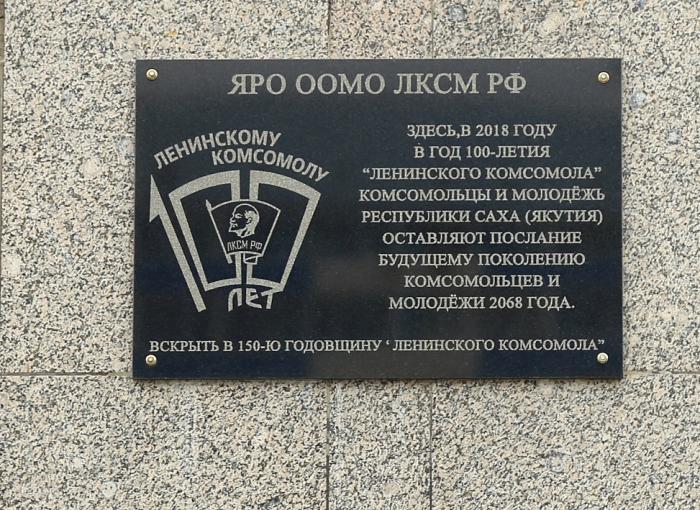 ЯРО ООМО ЛКСМ РФ
ЛЕНИНСКОМУ
КОМСОМОЛУ
100
ЛКСМ РФ
ЛЕТ
ЗДЕСЬ,В 2018 ГОДУ
В ГОД 100-ЛЕТИЯ
“ЛЕНИНСКОГО КОМСОМОЛА”
КОМСОМОЛЬЦЫ И МОЛОДЁЖЬ
РЕСПУБЛИКИ САХА (ЯКУТИЯ)
ОСТАВЛЯЮТ ПОСЛАНИЕ
БУДУЩЕМУ ПОКОЛЕНИЮ
КОМСОМОЛЬЦЕВ И
МОЛОДЁЖИ 2068 ГОДА.
ВСКРЫТЬ В 150-Ю ГОДОВЩИНУ ‘ ЛЕНИНСКОГО КОМСОМОЛА”